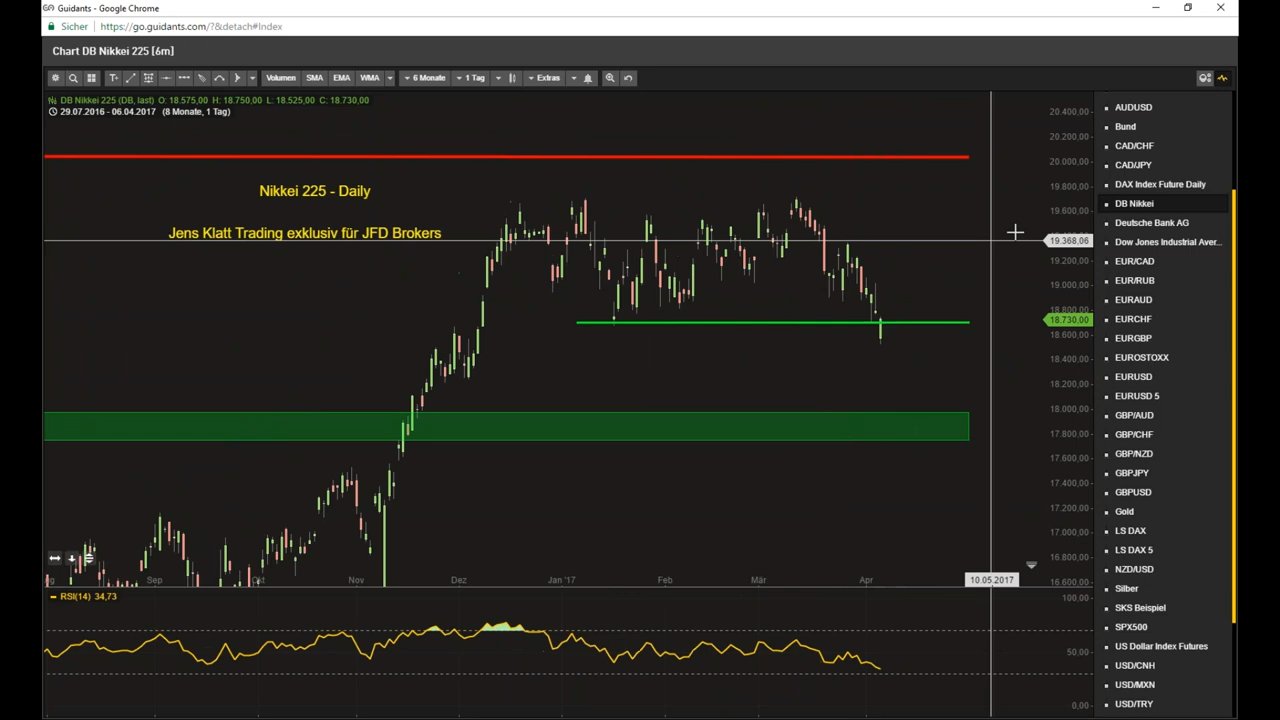 Guidants - Google Chrome
Sicher https://go.guidants.com/?&detach#Index
Chart DB Nikkei 225 [6m]
Volumen SMA EMA WMA 6 Monate 1 Tag Extras
DB Nikkei 225 (DB, last) O: 18.575,00 H: 18.750,00 L: 18.525,00 C: 18.730,00
29.07.2016 - 06.04.2017 (8 Monate, 1 Tag)
Nikkei 225 - Daily
Jens Klatt Trading exklusiv für JFD Brokers
20.400,00
20.000,00
19.800,00
19.600,00
19.368,06
19.200,00
19.000,00
18.800,00
18.730,00
18.600,00
18.400,00
18.200,00
18.000,00
17.800,00
17.600,00
17.400,00
17.200,00
17.000,00
16.800,00
16.600,00
Sep Okt Nov Dez Jan '17 Feb Mär Apr 10.05.2017
RSI(14) 34,73
100,00
50,00
0,00
AUDUSD
Bund
CAD/CHF
CAD/JPY
DAX Index Future Daily
DB Nikkei
Deutsche Bank AG
Dow Jones Industrial Aver...
EUR/CAD
EUR/RUB
EURAUD
EURCHF
EURGBP
EUROSTOXX
EURUSD
EURUSD 5
GBP/AUD
GBP/CHF
GBP/NZD
GBPJPY
GBPUSD
Gold
LS DAX
LS DAX 5
NZD/USD
Silber
SKS Beispiel
SPX500
US Dollar Index Futures
USD/CNH
USD/MXN
USD/TRY